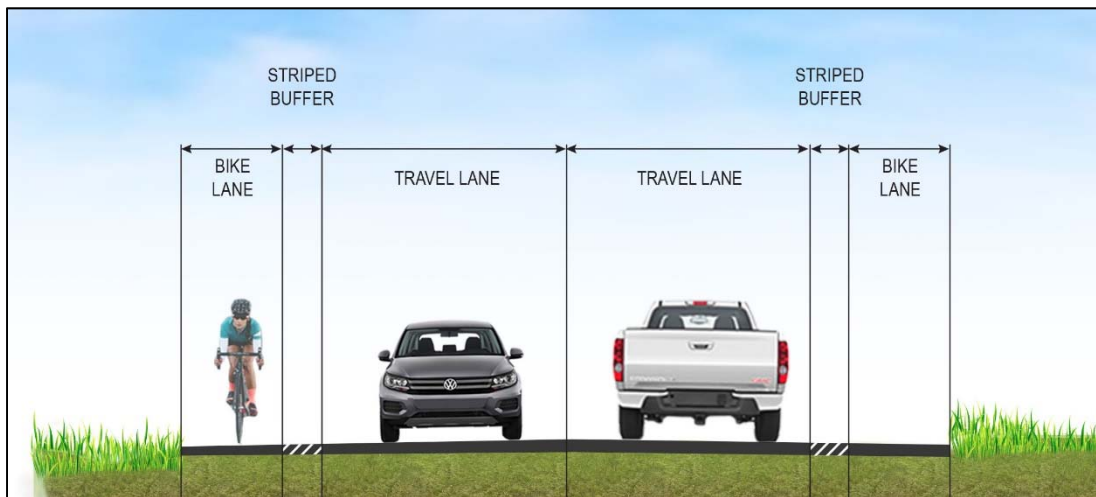 STRIPED
BUFFER
STRIPED
BUFFER
BIKE
LANE
TRAVEL LANE
TRAVEL LANE
BIKE
LANE